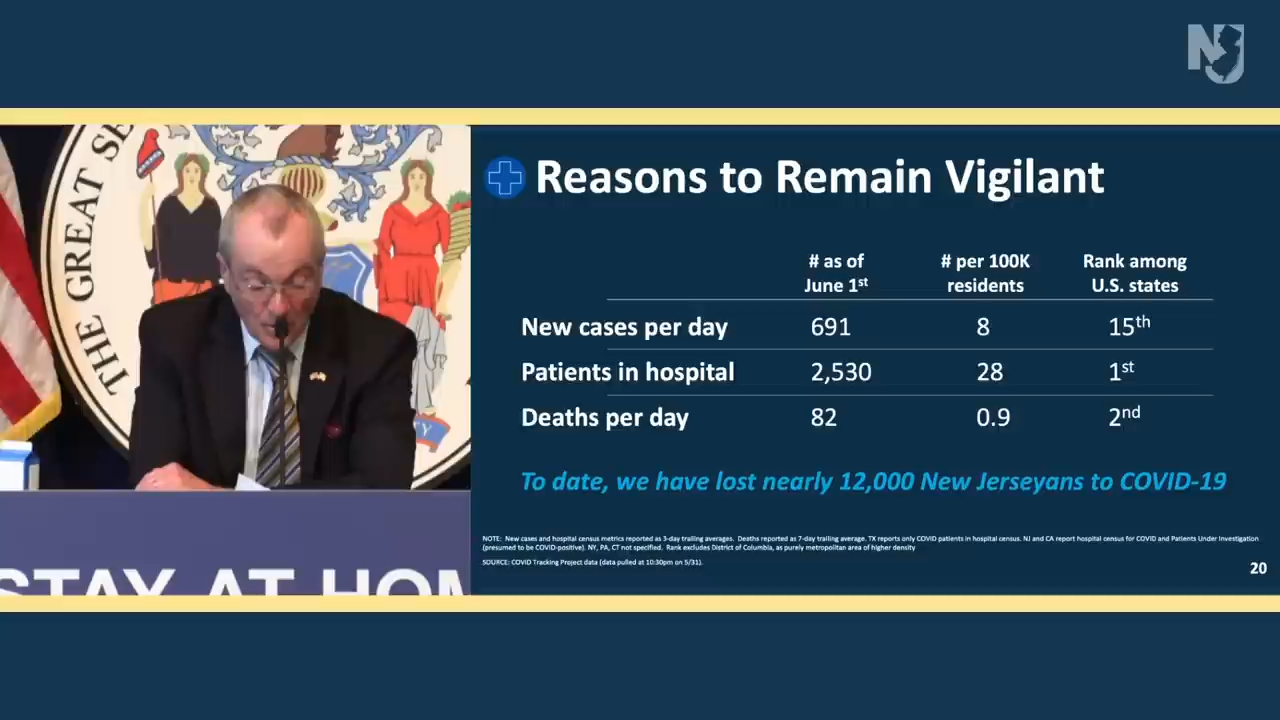 NJ
THE GREAT SE
TY
STAY AT HOM
Reasons to Remain Vigilant
# as of
June 1st
# per 100K
residents
Rank among
U.S. states
New cases per day 691 8 15th
Patients in hospital 2,530 28 1st
Deaths per day 82 0.9 2nd
To date, we have lost nearly 12,000 New Jerseyans to COVID-19
NOTE: New cases and hospital census metrics reported as 3-day trailing averages. Deaths reported as 7-day trailing average. TX reports only COVID patients in hospital census. NJ and CA report hospital census for COVID and Patients Under Investigation
(presumed to be COVID-positive). NY, PA, CT not specified. Rank excludes District of Columbia, as purely metropolitan area of higher density
SOURCE: COVID Tracking Project data (data pulled at 10:30pm on 5/31).
20